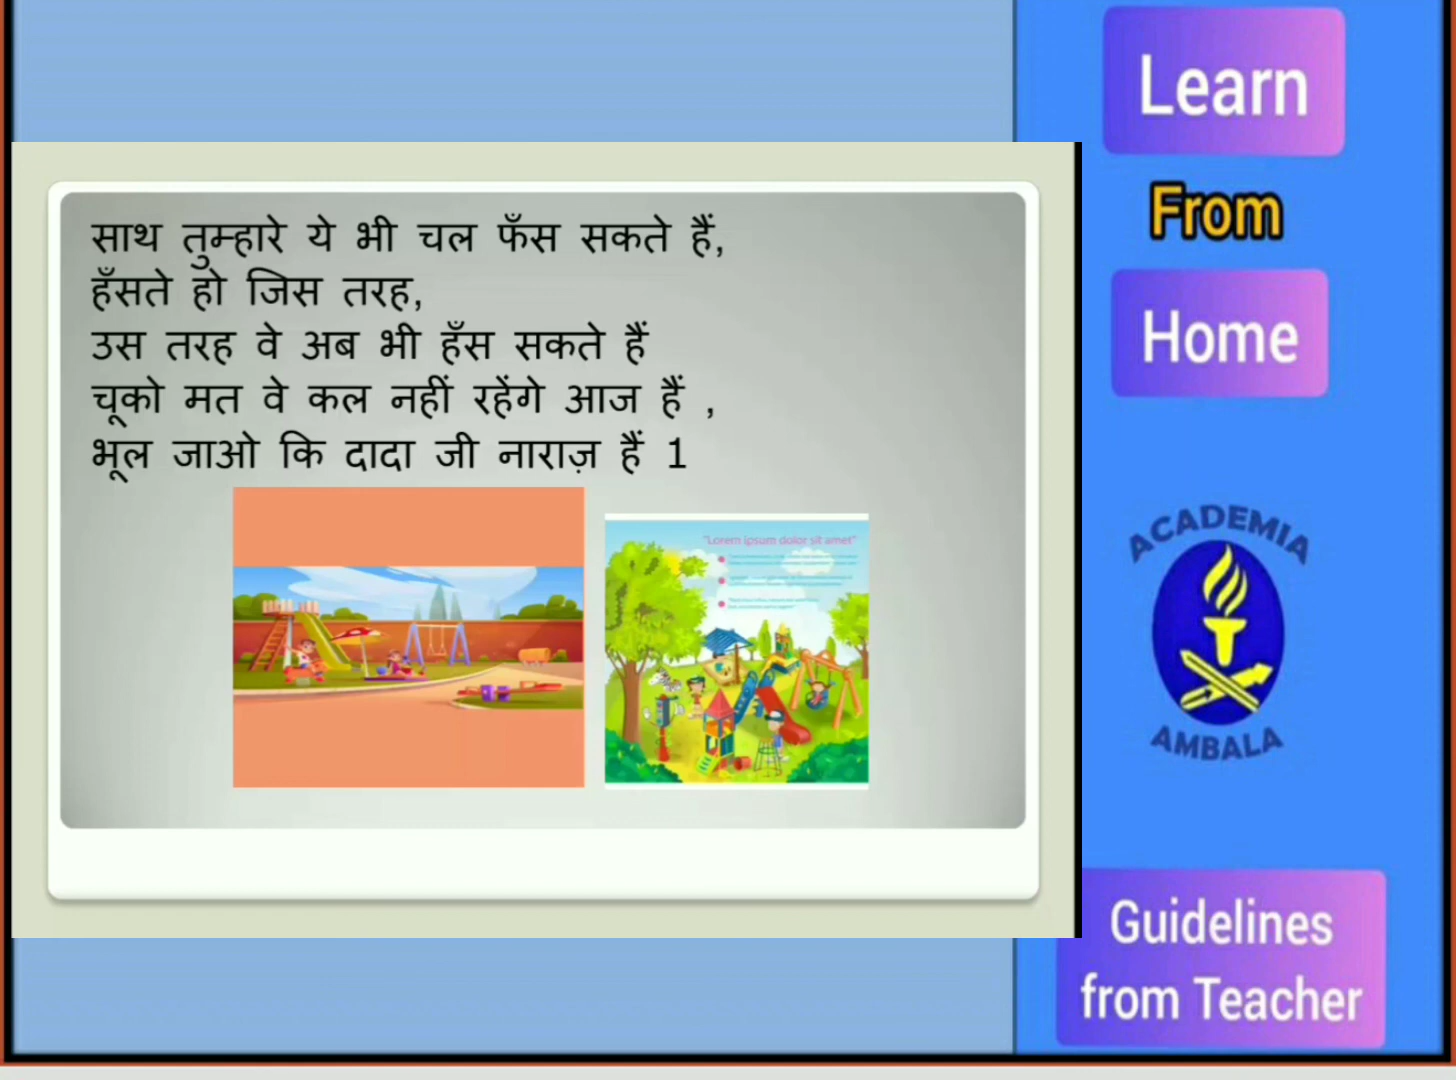 साथ तुम्हारे ये भी चल फँस सकते हैं,
हँसते हो जिस तरह,
उस तरह वे अब भी हँस सकते हैं
चूको मत वे कल नहीं रहेंगे आज हैं ,
भूल जाओ कि दादा जी नाराज़ हैं 1
"Lorem ipsum dolor sit amet"
Learn
From
Home
ACADEMIA
AMBALA
Guidelines
from Teacher